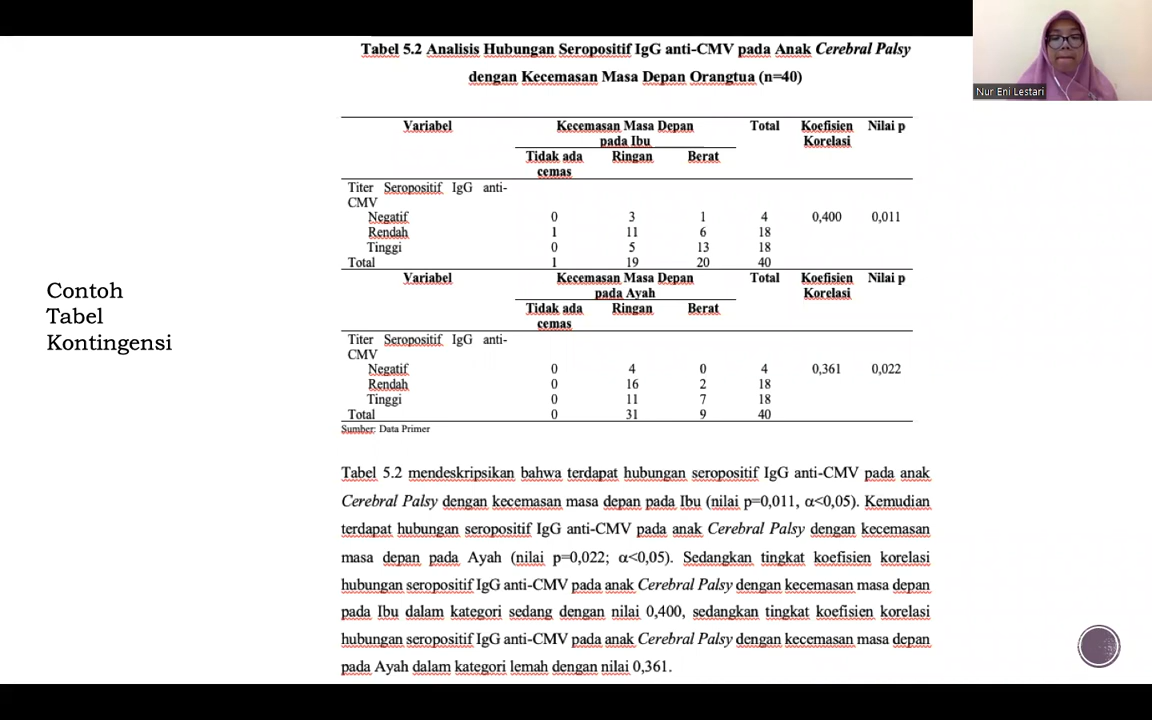 Tabel 5.2 Analisis Hubungan Seropositif IgG anti-CMV pada Anak Cerebral Palsy
dengan Kecemasan Masa Depan Orangtua (n=40)
Nur Eni Lestari
Variabel Kecemasan Masa Depan pada Ibu Total Koefisien Korelasi Nilai p
Tidak ada cemas Ringan Berat
Titer Seropositif IgG anti-
CMV
Negatif 0 3 1 4 0,400 0,011
Rendah 1 11 6 18
Tinggi 0 5 13 18
Total 1 19 20 40
Variabel Kecemasan Masa Depan pada Ayah Total Koefisien Korelasi Nilai p
Tidak ada cemas Ringan Berat
Titer Seropositif IgG anti-
CMV
Negatif 0 4 0 4 0,361 0,022
Rendah 0 16 2 18
Tinggi 0 11 7 18
Total 0 31 9 40
Sumber: Data Primer
Contoh
Tabel
Kontingensi
Tabel 5.2 mendeskripsikan bahwa terdapat hubungan seropositif IgG anti-CMV pada anak
Cerebral Palsy dengan kecemasan masa depan pada Ibu (nilai p=0,011, α<0,05). Kemudian
terdapat hubungan seropositif IgG anti-CMV pada anak Cerebral Palsy dengan kecemasan
masa depan pada Ayah (nilai p=0,022; α<0,05). Sedangkan tingkat koefisien korelasi
hubungan seropositif IgG anti-CMV pada anak Cerebral Palsy dengan kecemasan masa depan
pada Ibu dalam kategori sedang dengan nilai 0,400, sedangkan tingkat koefisien korelasi
hubungan seropositif IgG anti-CMV pada anak Cerebral Palsy dengan kecemasan masa depan
pada Ayah dalam kategori lemah dengan nilai 0,361.